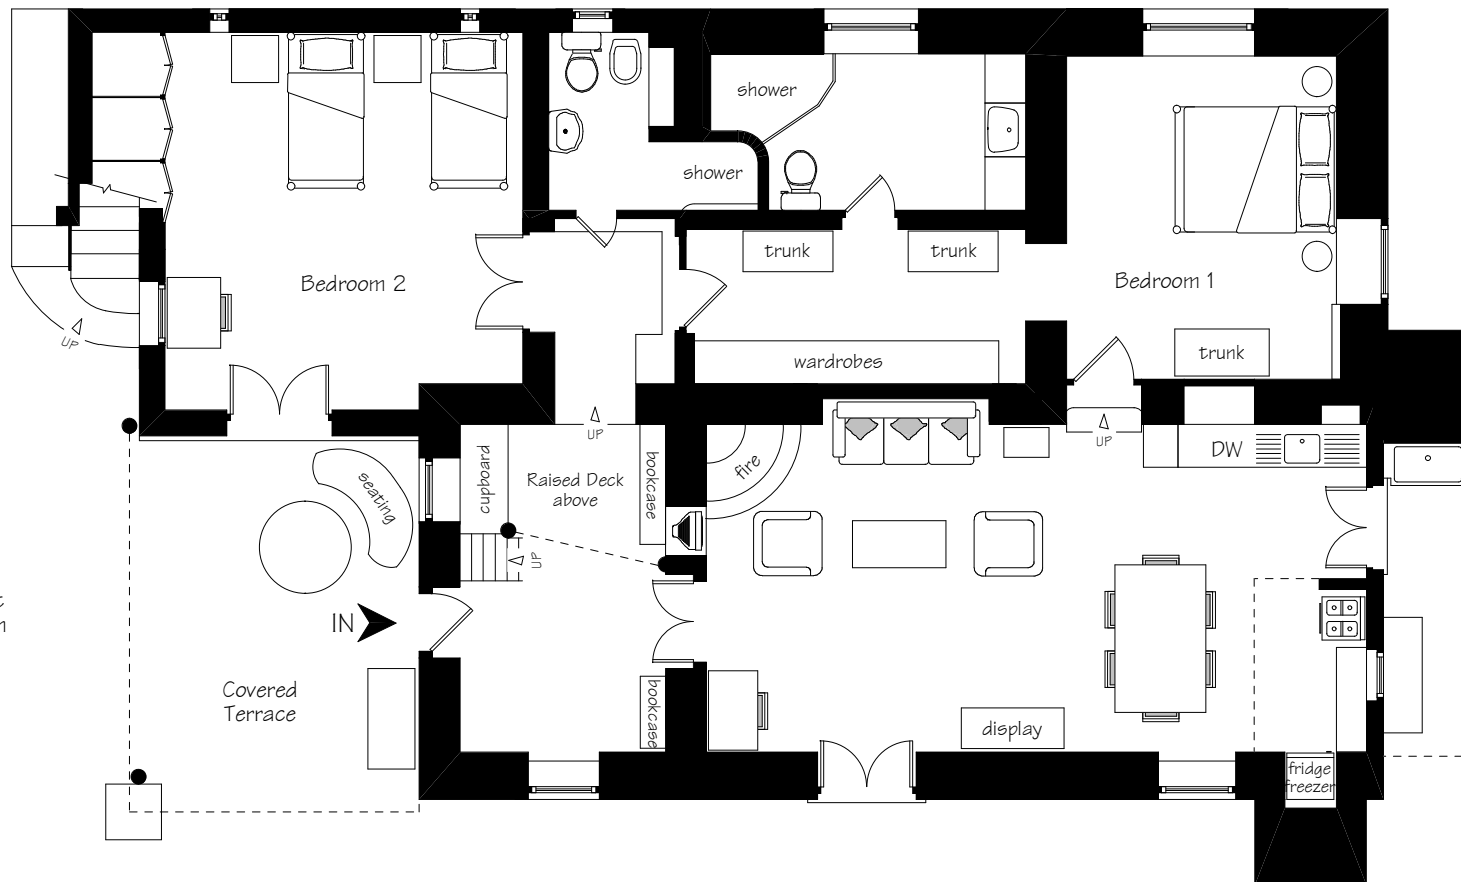 shower
shower
trunk
trunk
Bedroom 2
Bedroom 1
UP
trunk
wardrobes
UP
UP
cupboard
Raised Deck
above
bookcase
fire
DW
seating
UP
IN
Covered
Terrace
bookcase
display
fridge
freezer